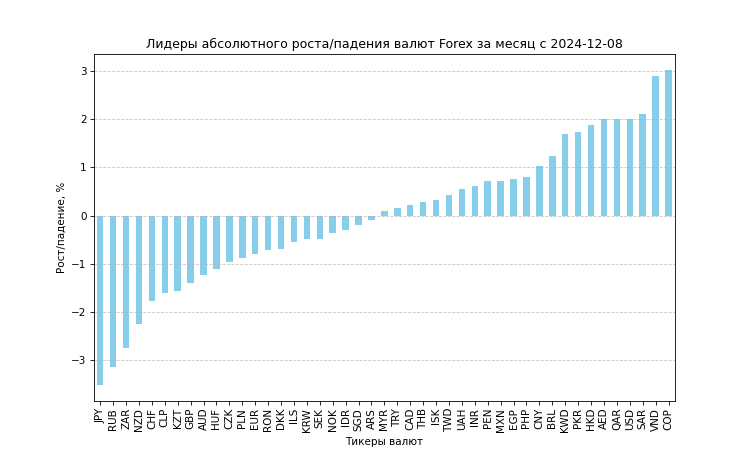 Лидеры абсолютного роста/падения валют Forex за месяц с 2024-12-08
Рост/падение, %
3
2
1
0
−1
−2
−3
JPY
RUB
ZAR
NZD
CHF
CLP
KZT
GBP
AUD
HUF
CZK
PLN
EUR
RON
DKK
ILS
KRW
SEK
NOK
IDR
SGD
ARS
MYR
TRY
CAD
THB
ISK
TWD
UAH
INR
PEN
MXN
EGP
PHP
CNY
BRL
KWD
PKR
HKD
AED
QAR
USD
SAR
VND
COP
Тикеры валют